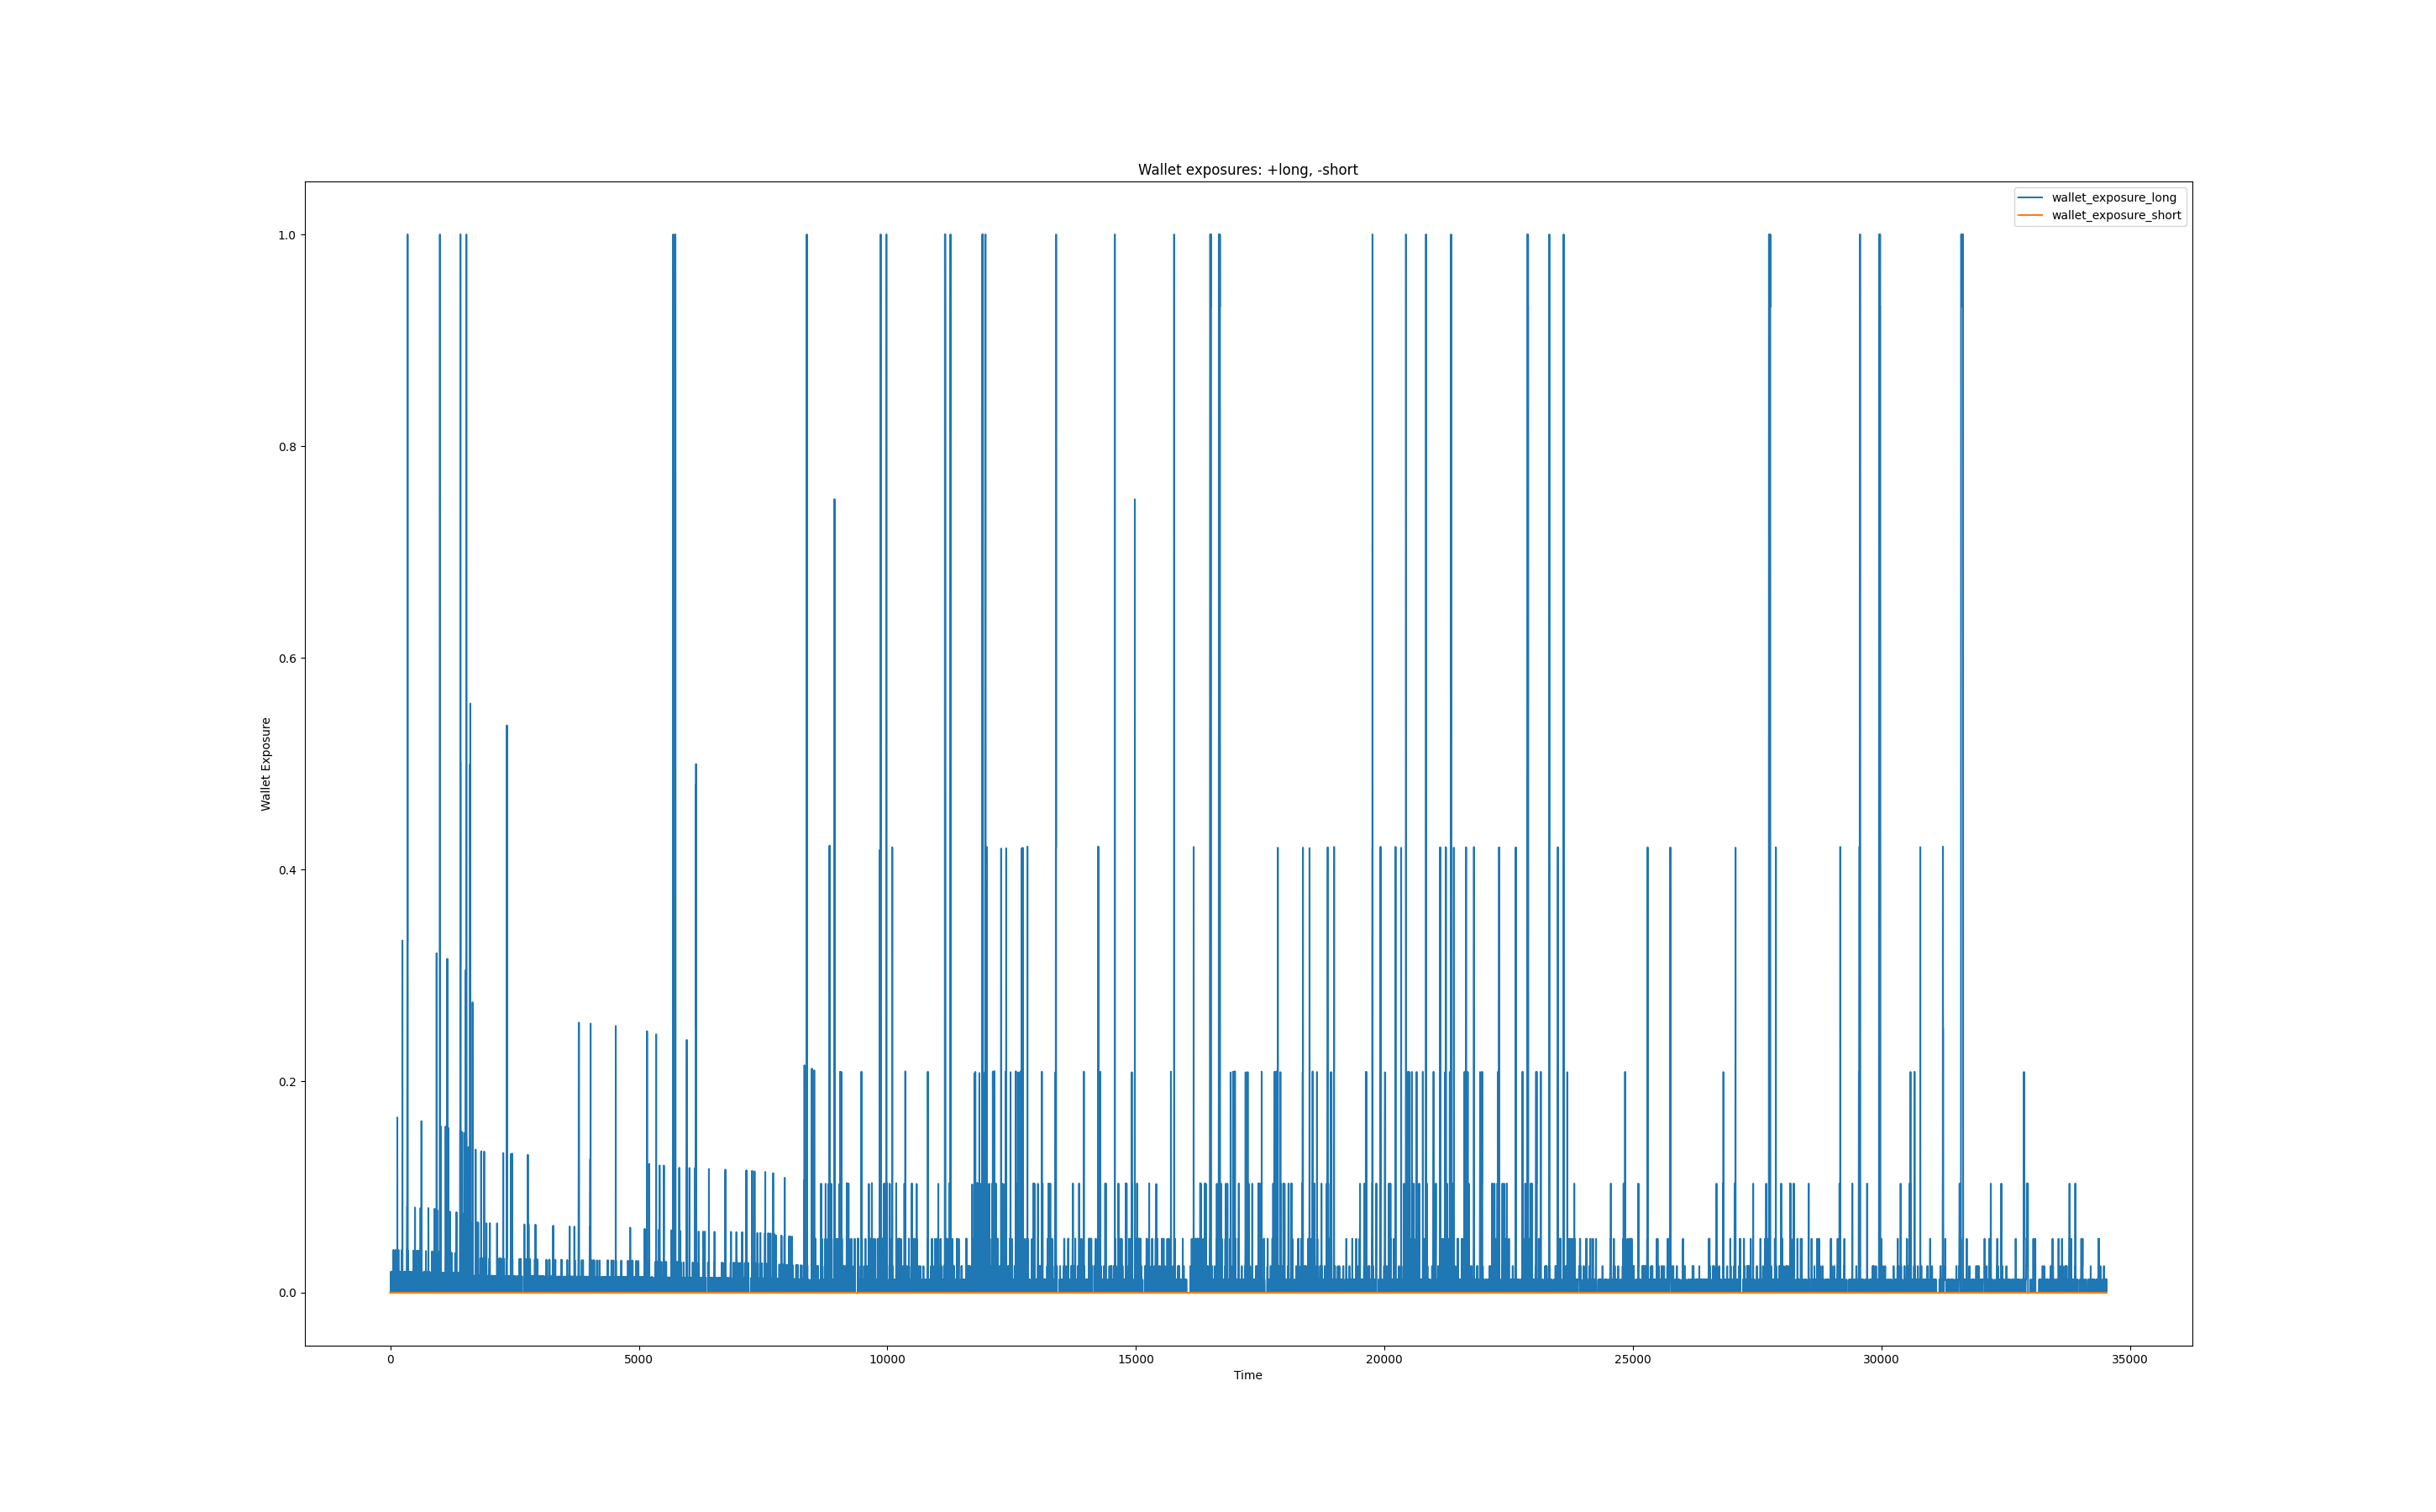 Wallet exposures: +long, -short
wallet_exposure_long
wallet_exposure_short
1.0
0.8
0.6
0.4
0.2
0.0
Wallet Exposure
0 5000 10000 15000 20000 25000 30000 35000
Time